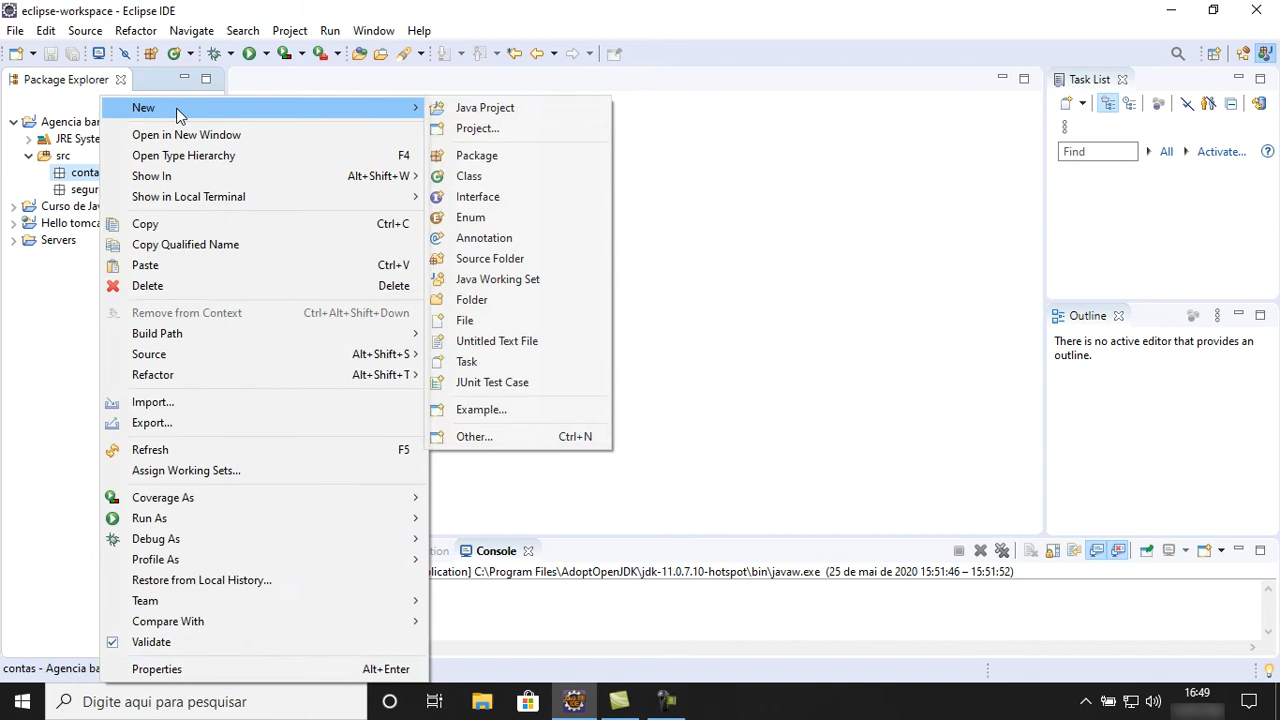 eclipse-workspace - Eclipse IDE
File Edit Source Refactor Navigate Search Project Run Window Help
Package Explorer
Agencia ba
JRE Syste
src
conta
segur
Curso de Ja
Hello tomca
Servers
New
Open in New Window
Open Type Hierarchy F4
Show In Alt+Shift+W
Show in Local Terminal
Copy Ctrl+C
Copy Qualified Name
Paste Ctrl+V
Delete Delete
Remove from Context Ctrl+Alt+Shift+Down
Build Path
Source Alt+Shift+S
Refactor Alt+Shift+T
Import...
Export...
Refresh F5
Assign Working Sets...
Coverage As
Run As
Debug As
Profile As
Restore from Local History...
Team
Compare With
Validate
Properties Alt+Enter
Java Project
Project...
Package
Class
Interface
Enum
Annotation
Source Folder
Java Working Set
Folder
File
Untitled Text File
Task
JUnit Test Case
Example...
Other... Ctrl+N
Task List
Find All Activate...
Outline
There is no active editor that provides an
outline.
tion Console
ication] C:\Program Files\AdoptOpenJDK\jdk-11.0.7.10-hotspot\bin\javaw.exe (25 de mai de 2020 15:51:46 – 15:51:52)
contas - Agencia ba
Digite aqui para pesquisar
16:49